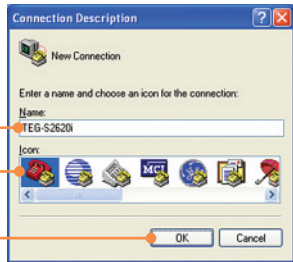 Connection Description
New Connection
Enter a name and choose an icon for the connection:
Name:
TEG-S2620i
Icon:
MCI
OK
Cancel